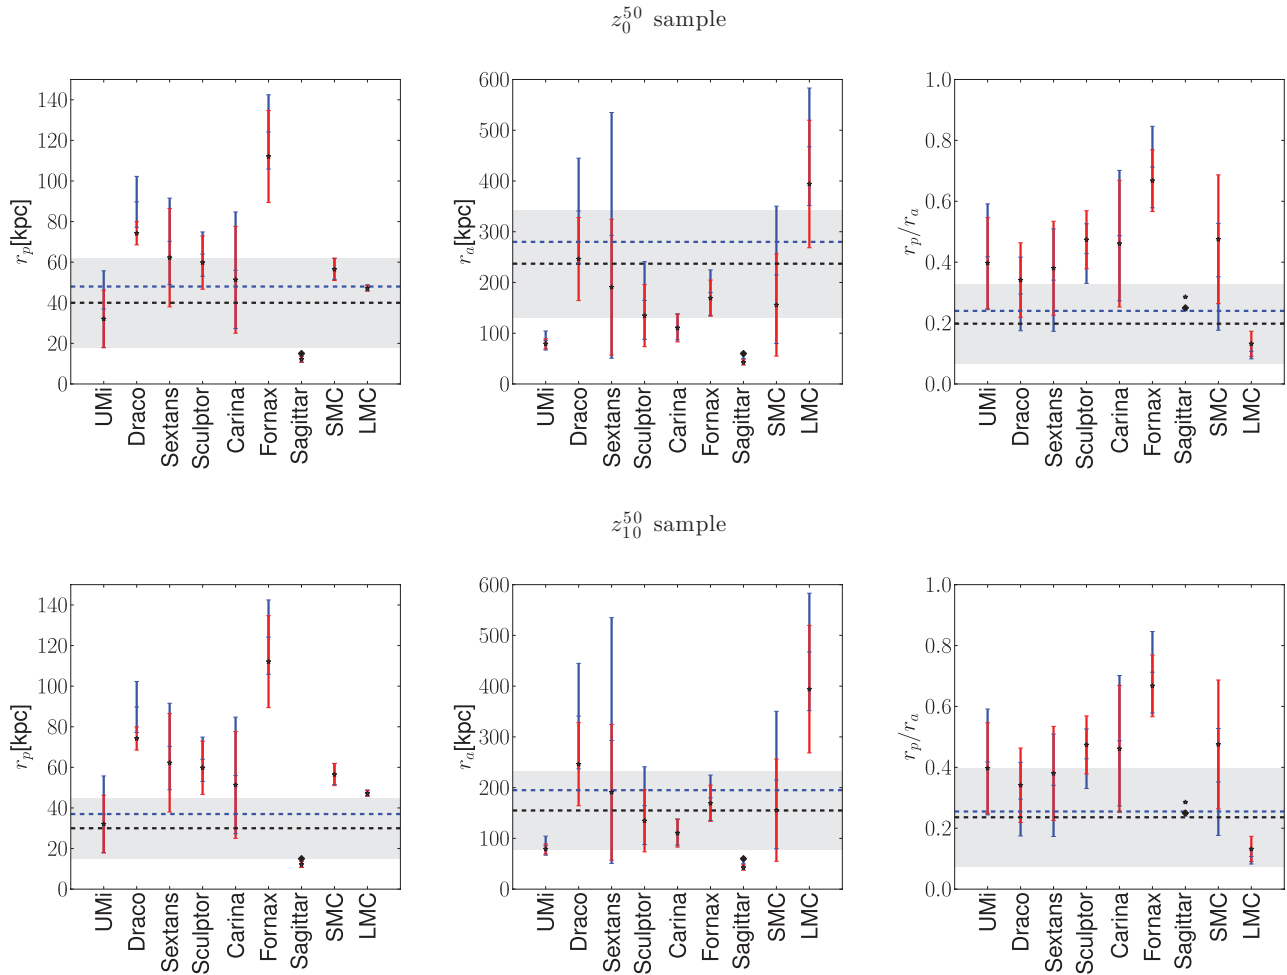 z_0^50 sample
r_p[kpc]
140
120
100
80
60
40
20
0
UMi
Draco
Sextans
Sculptor
Carina
Fornax
Sagittar
SMC
LMC
r_a[kpc]
600
500
400
300
200
100
0
UMi
Draco
Sextans
Sculptor
Carina
Fornax
Sagittar
SMC
LMC
r_p/r_a
1.0
0.8
0.6
0.4
0.2
0.0
UMi
Draco
Sextans
Sculptor
Carina
Fornax
Sagittar
SMC
LMC
z_10^50 sample
r_p[kpc]
140
120
100
80
60
40
20
0
UMi
Draco
Sextans
Sculptor
Carina
Fornax
Sagittar
SMC
LMC
r_a[kpc]
600
500
400
300
200
100
0
UMi
Draco
Sextans
Sculptor
Carina
Fornax
Sagittar
SMC
LMC
r_p/r_a
1.0
0.8
0.6
0.4
0.2
0.0
UMi
Draco
Sextans
Sculptor
Carina
Fornax
Sagittar
SMC
LMC